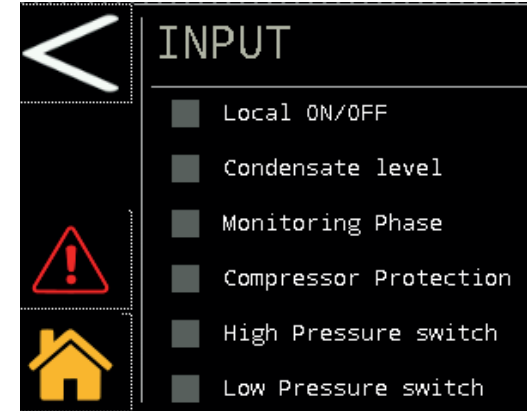 INPUT
Local ON/OFF
Condensate level
Monitoring Phase
Compressor Protection
High Pressure switch
Low Pressure switch